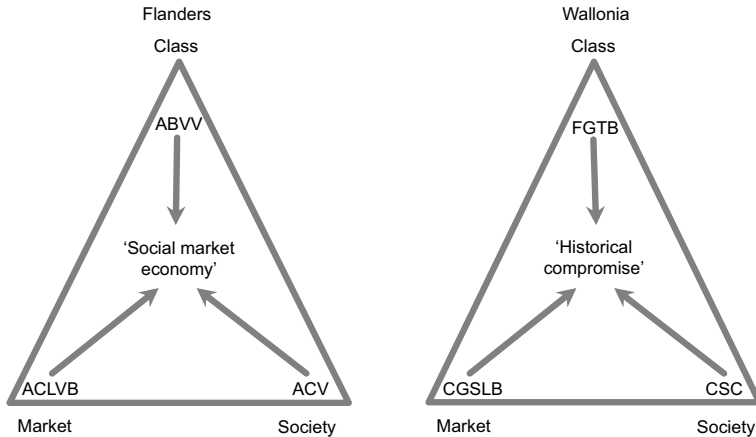 Flanders
Class
ABVV
‘Social market
economy’
ACLVB
ACV
Market
Society
Wallonia
Class
FGTB
‘Historical
compromise’
CGSLB
CSC
Market
Society